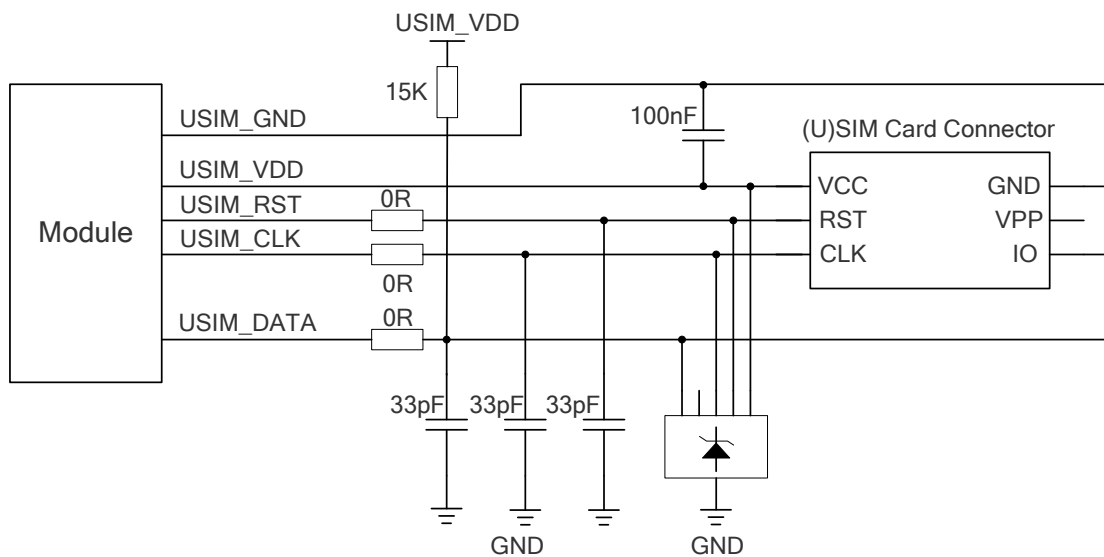 USIM_VDD
15K
USIM_GND
100nF
(U)SIM Card Connector
USIM_VDD
VCC
GND
USIM_RST
0R
RST
VPP
Module
USIM_CLK
CLK
IO
0R
USIM_DATA
0R
33pF
33pF
33pF
GND
GND